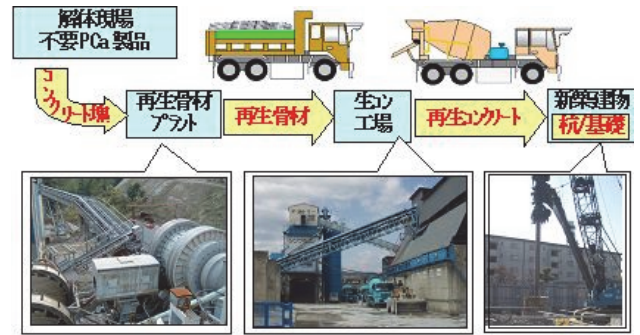 解体現場
不要PCa製品
コンクリート塊
再生骨材
プラント
再生骨材
生コン
工場
再生コンクリート
新築建物
杭/基礎